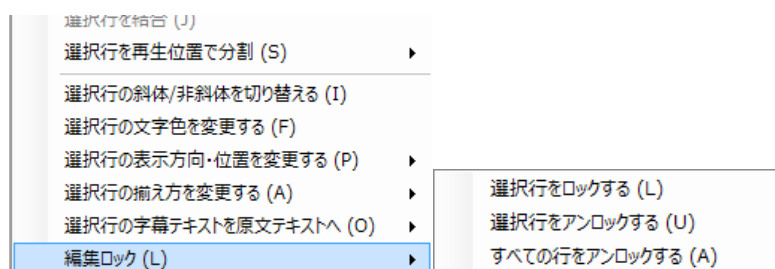 選択行を結合 (J)
選択行を再生位置で分割 (S)
選択行の斜体/非斜体を切り替える (I)
選択行の文字色を変更する (F)
選択行の表示方向・位置を変更する (P)
選択行の揃え方を変更する (A)
選択行の字幕テキストを原文テキストへ (O)
編集ロック (L)
選択行をロックする (L)
選択行をアンロックする (U)
すべての行をアンロックする (A)